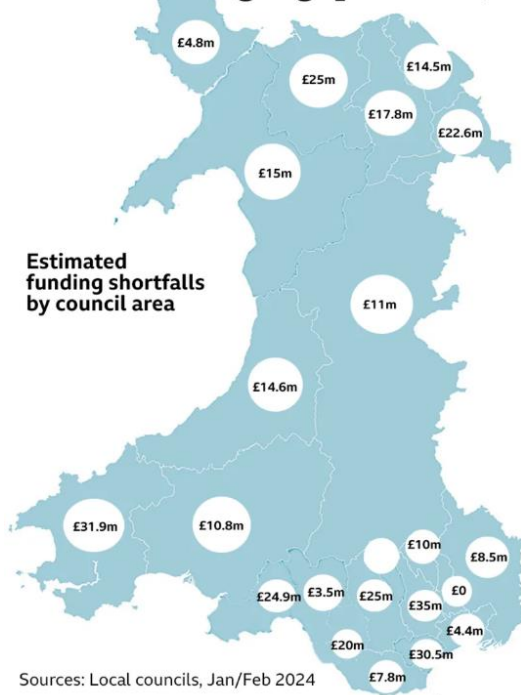 £4.8m
£25m
£14.5m
£17.8m
£22.6m
£15m
Estimated
funding shortfalls
by council area
£11m
£14.6m
£31.9m
£10.8m
£10m
£8.5m
£24.9m
£3.5m
£25m
£0
£35m
£4.4m
£20m
£30.5m
£7.8m
Sources: Local councils, Jan/Feb 2024